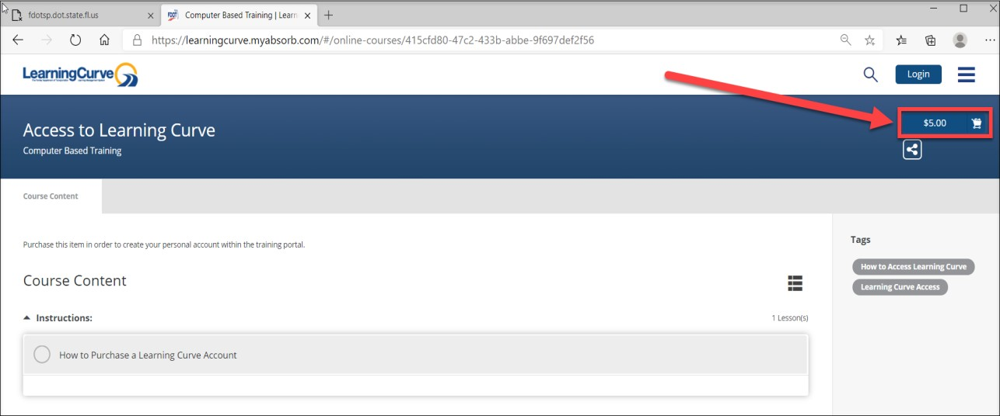 fdotsp.dot.state.fl.us
Computer Based Training | Learn
https://learningcurve.myabsorb.com/#/online-courses/415cfd80-47c2-433b-abbe-9f697def2f56
LearningCurve
Login
Access to Learning Curve
$5.00
Computer Based Training
Course Content
Purchase this item in order to create your personal account within the training portal.
Tags
How to Access Learning Curve
Learning Curve Access
Course Content
Instructions:
1 Lesson(s)
How to Purchase a Learning Curve Account